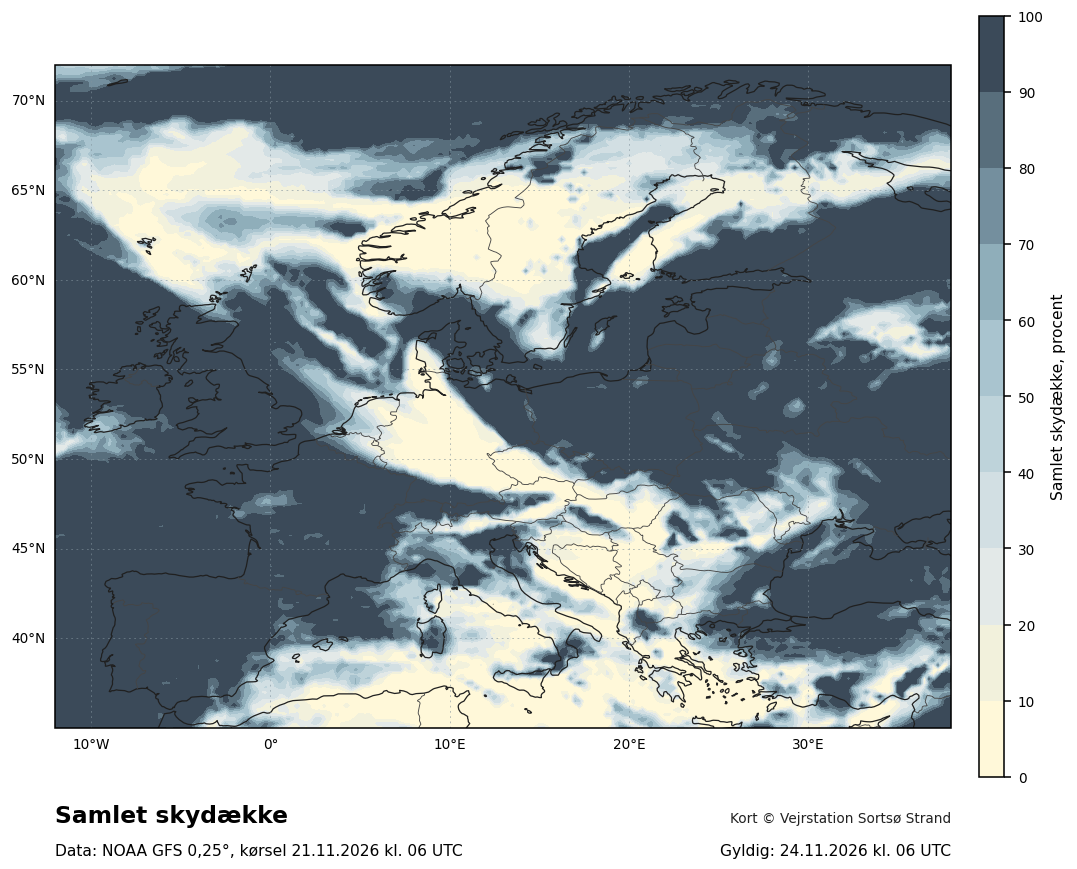 100
90
80
70
60
50
40
30
20
10
0
Samlet skydække, procent
70°N
65°N
60°N
55°N
50°N
45°N
40°N
10°W
0°
10°E
20°E
30°E
Samlet skydække
Kort © Vejrstation Sortsø Strand
Data: NOAA GFS 0,25°, kørsel 21.11.2026 kl. 06 UTC
Gyldig: 24.11.2026 kl. 06 UTC